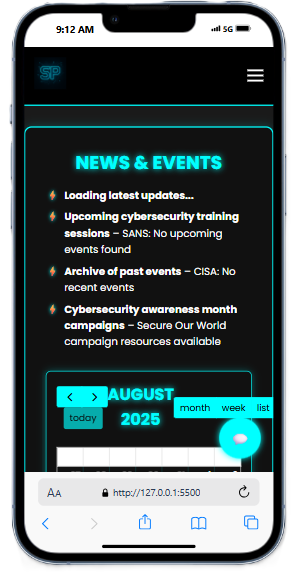 9:12 AM
5G
SP
NEWS & EVENTS
Loading latest updates...
Upcoming cybersecurity training
sessions – SANS: No upcoming
events found
Archive of past events – CISA: No
recent events
Cybersecurity awareness month
campaigns – Secure Our World
campaign resources available
AUGUST
2025
today
month week list
AA
http://127.0.0.1:5500